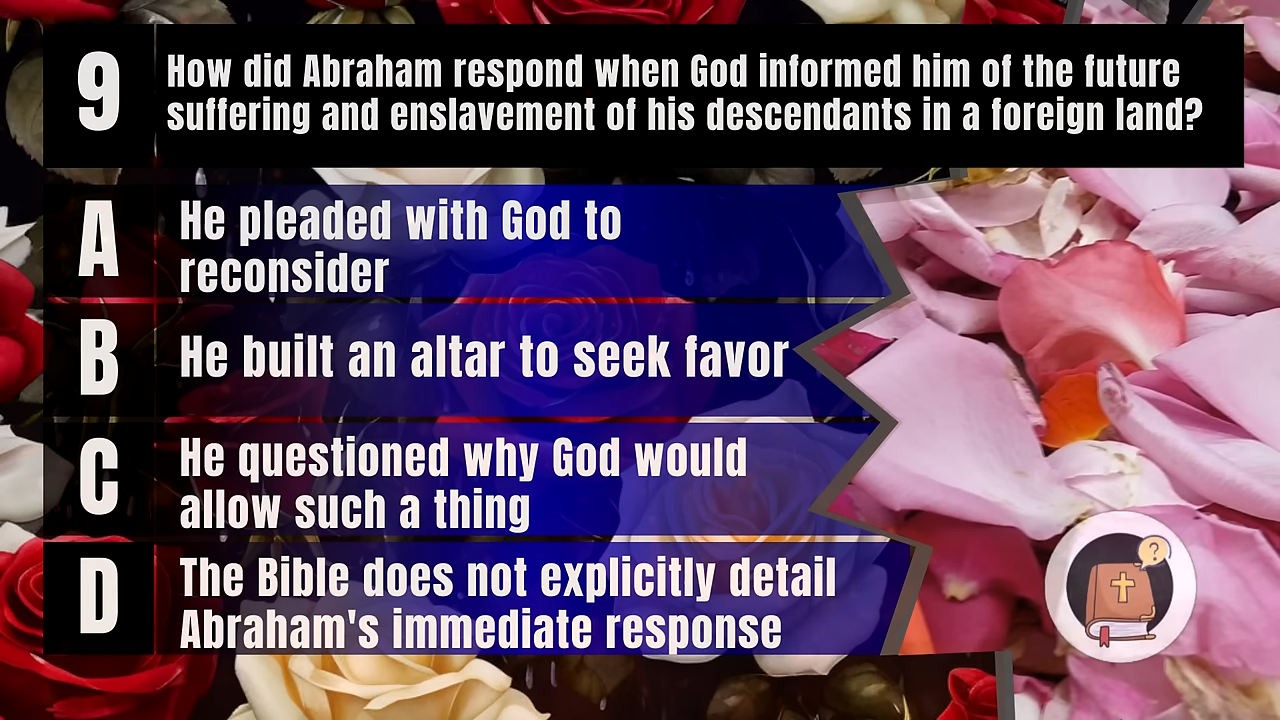 9
How did Abraham respond when God informed him of the future
suffering and enslavement of his descendants in a foreign land?
A
He pleaded with God to
reconsider
B
He built an altar to seek favor
C
He questioned why God would
allow such a thing
D
The Bible does not explicitly detail
Abraham's immediate response
?